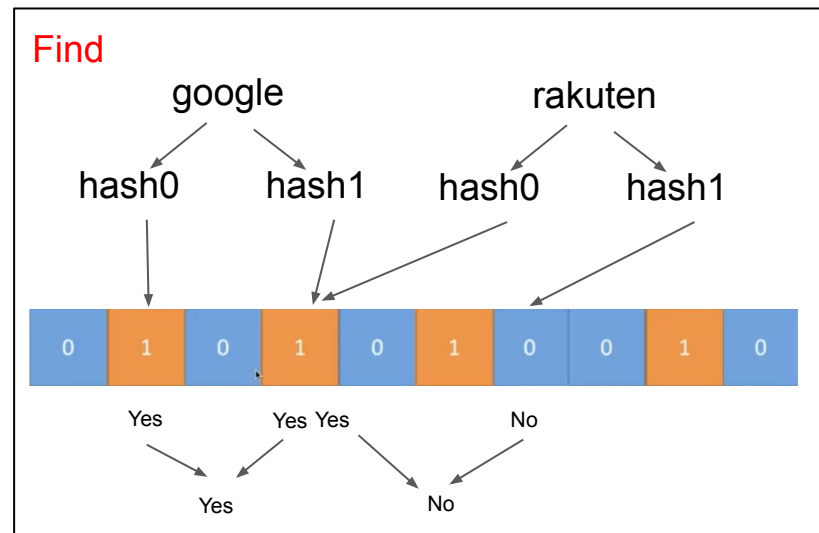 Find
google rakuten
hash0 hash1 hash0 hash1
0 1 0 1 0 1 0 0 1 0
Yes Yes Yes No
Yes No